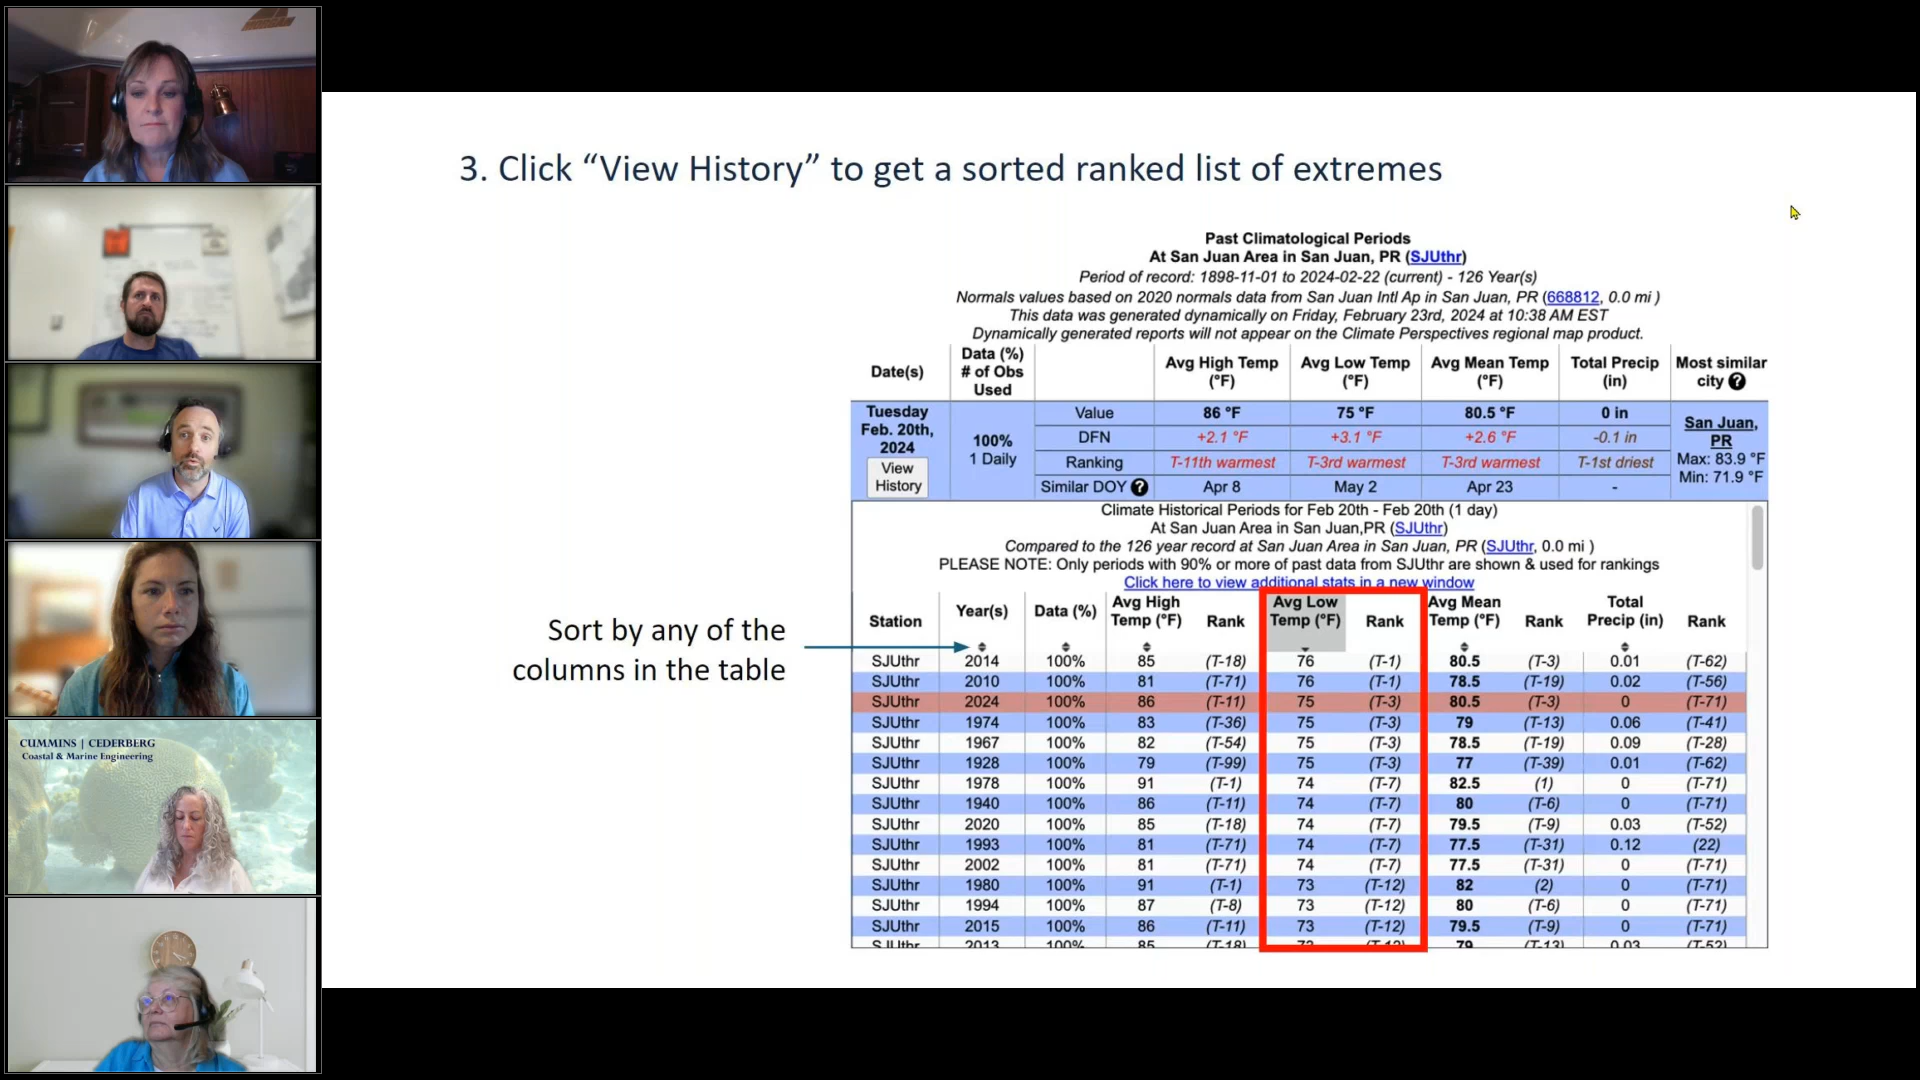 CUMMINS | CEDERBERG
Coastal & Marine Engineering
3. Click “View History” to get a sorted ranked list of extremes
Sort by any of the
columns in the table
Past Climatological Periods
At San Juan Area in San Juan, PR (SJUthr)
Period of record: 1898-11-01 to 2024-02-22 (current) - 126 Year(s)
Normals values based on 2020 normals data from San Juan Intl Ap in San Juan, PR (668812, 0.0 mi )
This data was generated dynamically on Friday, February 23rd, 2024 at 10:38 AM EST
Dynamically generated reports will not appear on the Climate Perspectives regional map product.
Date(s) Data (%) # of Obs Used Avg High Temp (°F) Avg Low Temp (°F) Avg Mean Temp (°F) Total Precip (in) Most similar city ?
Tuesday Feb. 20th, 2024 View History 100% 1 Daily
Value 86 °F 75 °F 80.5 °F 0 in
DFN +2.1 °F +3.1 °F +2.6 °F -0.1 in
Ranking T-11th warmest T-3rd warmest T-3rd warmest T-1st driest
Similar DOY ? Apr 8 May 2 Apr 23 -
San Juan, PR
Max: 83.9 °F
Min: 71.9 °F
Climate Historical Periods for Feb 20th - Feb 20th (1 day)
At San Juan Area in San Juan,PR (SJUthr)
Compared to the 126 year record at San Juan Area in San Juan, PR (SJUthr, 0.0 mi )
PLEASE NOTE: Only periods with 90% or more of past data from SJUthr are shown & used for rankings
Click here to view additional stats in a new window
Station Year(s) Data (%) Avg High Temp (°F) Rank Avg Low Temp (°F) Rank Avg Mean Temp (°F) Rank Total Precip (in) Rank
SJUthr 2014 100% 85 (T-18) 76 (T-1) 80.5 (T-3) 0.01 (T-62)
SJUthr 2010 100% 81 (T-71) 76 (T-1) 78.5 (T-19) 0.02 (T-56)
SJUthr 2024 100% 86 (T-11) 75 (T-3) 80.5 (T-3) 0 (T-71)
SJUthr 1974 100% 83 (T-36) 75 (T-3) 79 (T-13) 0.06 (T-41)
SJUthr 1967 100% 82 (T-54) 75 (T-3) 78.5 (T-19) 0.09 (T-28)
SJUthr 1928 100% 79 (T-99) 75 (T-3) 77 (T-39) 0.01 (T-62)
SJUthr 1978 100% 91 (T-1) 74 (T-7) 82.5 (1) 0 (T-71)
SJUthr 1940 100% 86 (T-11) 74 (T-7) 80 (T-6) 0 (T-71)
SJUthr 2020 100% 85 (T-18) 74 (T-7) 79.5 (T-9) 0.03 (T-52)
SJUthr 1993 100% 81 (T-71) 74 (T-7) 77.5 (T-31) 0.12 (22)
SJUthr 2002 100% 81 (T-71) 74 (T-7) 77.5 (T-31) 0 (T-71)
SJUthr 1980 100% 91 (T-1) 73 (T-12) 82 (2) 0 (T-71)
SJUthr 1994 100% 87 (T-8) 73 (T-12) 80 (T-6) 0 (T-71)
SJUthr 2015 100% 86 (T-11) 73 (T-12) 79.5 (T-9) 0 (T-71)
SJUthr 2013 100% 85 (T-18) 73 (T-12) 79 (T-13) 0.03 (T-52)